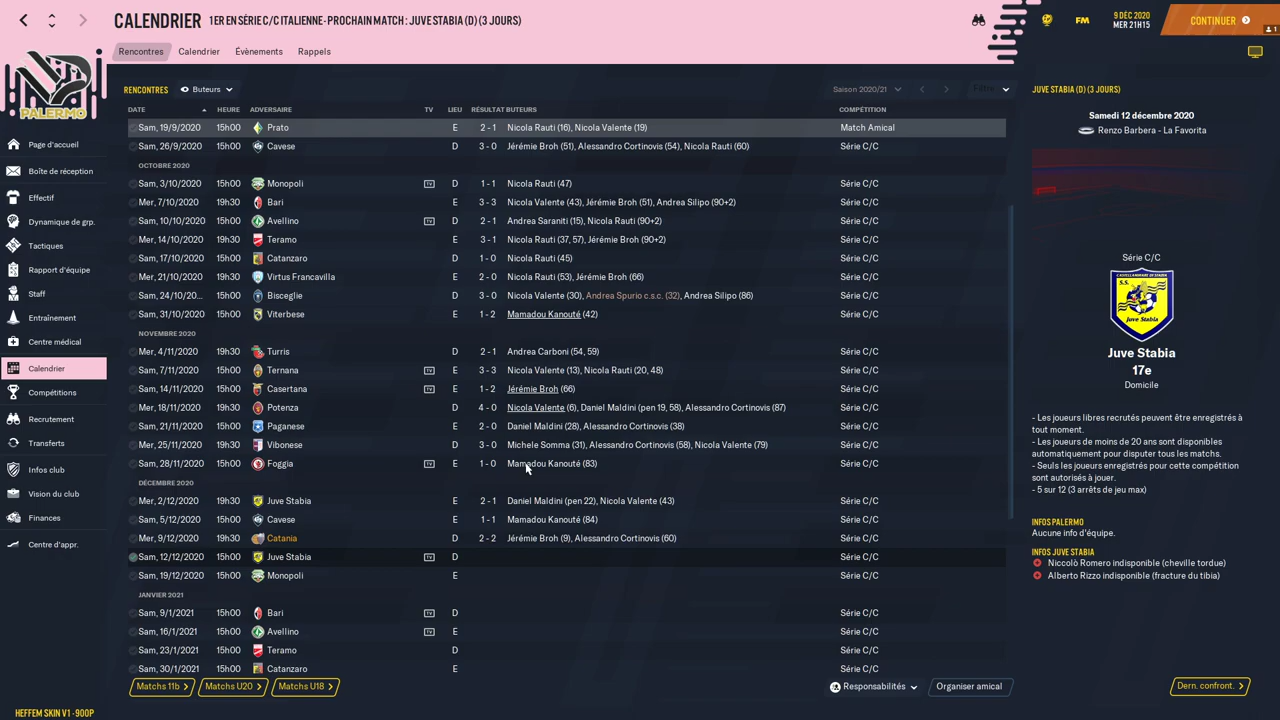 CALENDRIER 1ER EN SÉRIE C/C ITALIENNE-PROCHAIN MATCH : JUVE STABIA (D) (3 JOURS)
FM
9 DÉC 2020
MER 21H15
CONTINUER
1
Rencontres Calendrier Évènements Rappels
PALERMO
Page d'accueil
Boîte de réception
Effectif
Dynamique de grp.
Tactiques
Rapport d'équipe
Staff
Entraînement
Centre médical
Calendrier
Compétitions
Recrutement
Transferts
Infos club
Vision du club
Finances
Centre d'appr.
HEFFEM SKIN V1 -900P
RENCONTRES Buteurs Saison 2020/21 Filtre
DATE HEURE ADVERSAIRE TV LIEU RÉSULTAT BUTEURS COMPÉTITION
Sam, 19/9/2020 15h00 Prato E 2 - 1 Nicola Rauti (16), Nicola Valente (19) Match Amical
Sam, 26/9/2020 15h00 Cavese D 3 - 0 Jérémie Broh (51), Alessandro Cortinovis (54), Nicola Rauti (60) Série C/C
OCTOBRE 2020
Sam, 3/10/2020 15h00 Monopoli TV D 1 - 1 Nicola Rauti (47) Série C/C
Mer, 7/10/2020 19h30 Bari E 3 - 3 Nicola Valente (43), Jérémie Broh (51), Andrea Silipo (90+2) Série C/C
Sam, 10/10/2020 15h00 Avellino TV D 2 - 1 Andrea Saraniti (15), Nicola Rauti (90+2) Série C/C
Mer, 14/10/2020 19h30 Teramo E 3 - 1 Nicola Rauti (37, 57), Jérémie Broh (90+2) Série C/C
Sam, 17/10/2020 15h00 Catanzaro D 1 - 0 Nicola Rauti (45) Série C/C
Mer, 21/10/2020 19h30 Virtus Francavilla E 2 - 0 Nicola Rauti (53), Jérémie Broh (66) Série C/C
Sam, 24/10/20... 15h00 Bisceglie D 3 - 0 Nicola Valente (30), Andrea Spurio c.s.c. (32), Andrea Silipo (86) Série C/C
Sam, 31/10/2020 15h00 Viterbese E 1 - 2 Mamadou Kanouté (42) Série C/C
NOVEMBRE 2020
Mer, 4/11/2020 19h30 Turris D 2 - 1 Andrea Carboni (54, 59) Série C/C
Sam, 7/11/2020 15h00 Ternana TV E 3 - 3 Nicola Valente (13), Nicola Rauti (20, 48) Série C/C
Sam, 14/11/2020 15h00 Casertana TV D 1 - 2 Jérémie Broh (66) Série C/C
Mer, 18/11/2020 19h30 Potenza D 4 - 0 Nicola Valente (6), Daniel Maldini (pen 19, 58), Alessandro Cortinovis (87) Série C/C
Sam, 21/11/2020 15h00 Paganese E 2 - 0 Daniel Maldini (28), Alessandro Cortinovis (38) Série C/C
Mer, 25/11/2020 19h30 Vibonese D 3 - 0 Michele Somma (31), Alessandro Cortinovis (58), Nicola Valente (79) Série C/C
Sam, 28/11/2020 15h00 Foggia TV E 1 - 0 Mamadou Kanouté (83) Série C/C
DÉCEMBRE 2020
Mer, 2/12/2020 19h30 Juve Stabia E 2 - 1 Daniel Maldini (pen 22), Nicola Valente (43) Série C/C
Sam, 5/12/2020 15h00 Cavese E 1 - 1 Mamadou Kanouté (84) Série C/C
Mer, 9/12/2020 19h30 Catania D 2 - 2 Jérémie Broh (9), Alessandro Cortinovis (60) Série C/C
Sam, 12/12/2020 15h00 Juve Stabia TV D Série C/C
Sam, 19/12/2020 15h00 Monopoli E Série C/C
JANVIER 2021
Sam, 9/1/2021 15h00 Bari TV D Série C/C
Sam, 16/1/2021 15h00 Avellino TV E Série C/C
Sam, 23/1/2021 15h00 Teramo D Série C/C
Sam, 30/1/2021 15h00 Catanzaro E Série C/C
Matchs 11b Matchs U20 Matchs U18 Responsabilités Organiser amical
JUVE STABIA (D) (3 JOURS)
Samedi 12 décembre 2020
Renzo Barbera - La Favorita
Série C/C
S.S.
Juve Stabia
Juve Stabia
17e
Domicile
- Les joueurs libres recrutés peuvent être enregistrés à
tout moment.
- Les joueurs de moins de 20 ans sont disponibles
automatiquement pour disputer tous les matchs.
- Seuls les joueurs enregistrés pour cette compétition
sont autorisés à jouer.
- 5 sur 12 (3 arrêts de jeu max)
INFOS PALERMO
Aucune info d'équipe.
INFOS JUVE STABIA
Niccolò Romero indisponible (cheville tordue)
Alberto Rizzo indisponible (fracture du tibia)
Dern. confront.